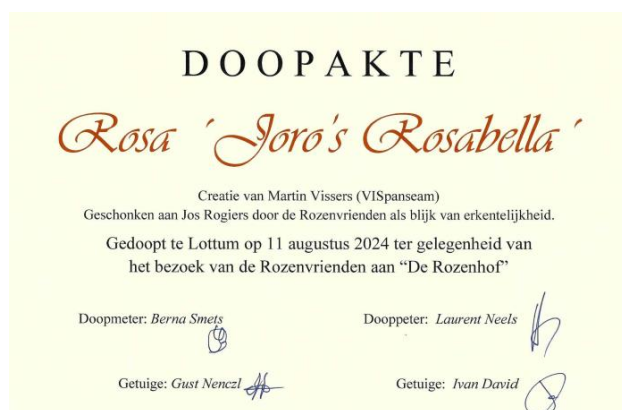 DOOPAKTE
Rosa ´ Joro's Rosabella ´
Creatie van Martin Vissers (VISpanseam)
Geschonken aan Jos Rogiers door de Rozenvrienden als blijk van erkentelijkheid.
Gedoopt te Lottum op 11 augustus 2024 ter gelegenheid van
het bezoek van de Rozenvrienden aan “De Rozenhof”
Doopmeter: Berna Smets Dooppeter: Laurent Neels
Getuige: Gust Nenczl Getuige: Ivan David